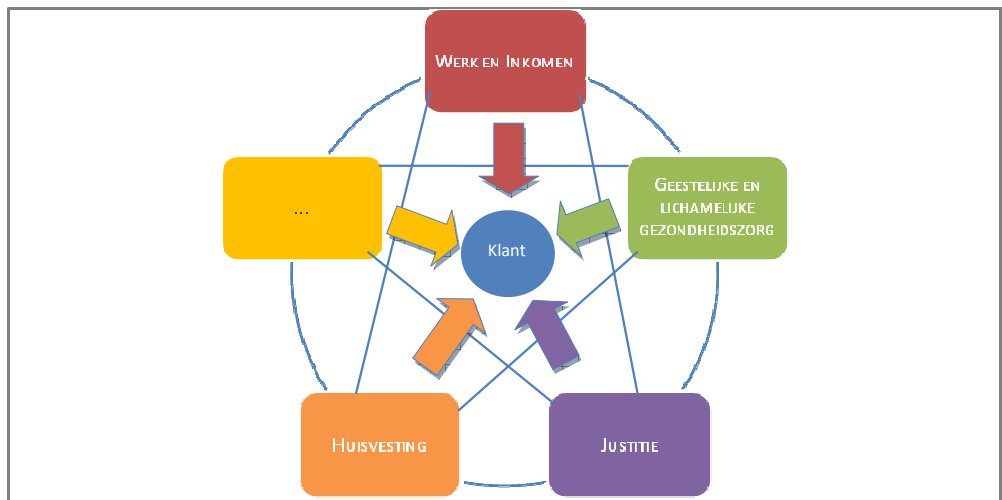 WERK EN INKOMEN
...
GEESTELIJKE EN
LICHAMELIJKE
GEZONDHEIDSZORG
Klant
HUISVESTING
JUSTITIE